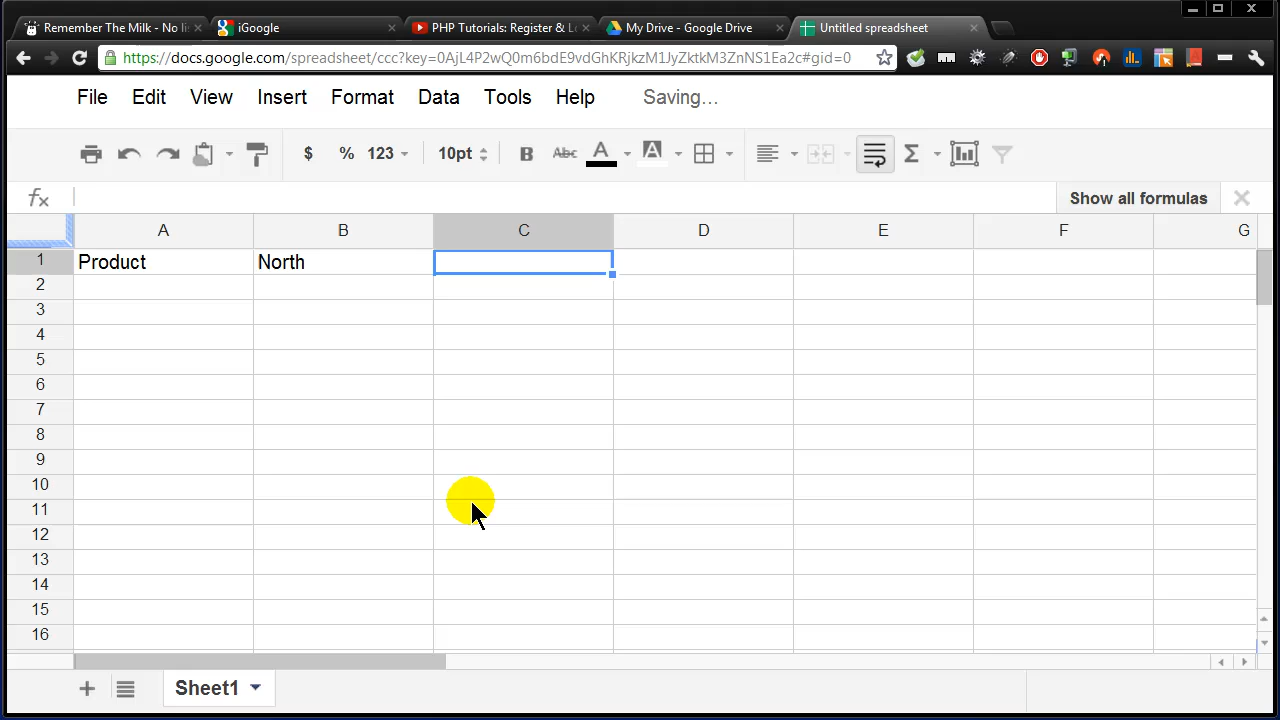 Remember The Milk - No li
iGoogle
PHP Tutorials: Register & Lo
My Drive - Google Drive
Untitled spreadsheet
https://docs.google.com/spreadsheet/ccc?key=0AjL4P2wQ0m6bdE9vdGhKRjkzM1JyZktkM3ZnNS1Ea2c#gid=0
File Edit View Insert Format Data Tools Help Saving...
$ % 123 10pt B Abc A A Σ
fx Show all formulas
A B C D E F G
1 Product North
2
3
4
5
6
7
8
9
10
11
12
13
14
15
16
Sheet1